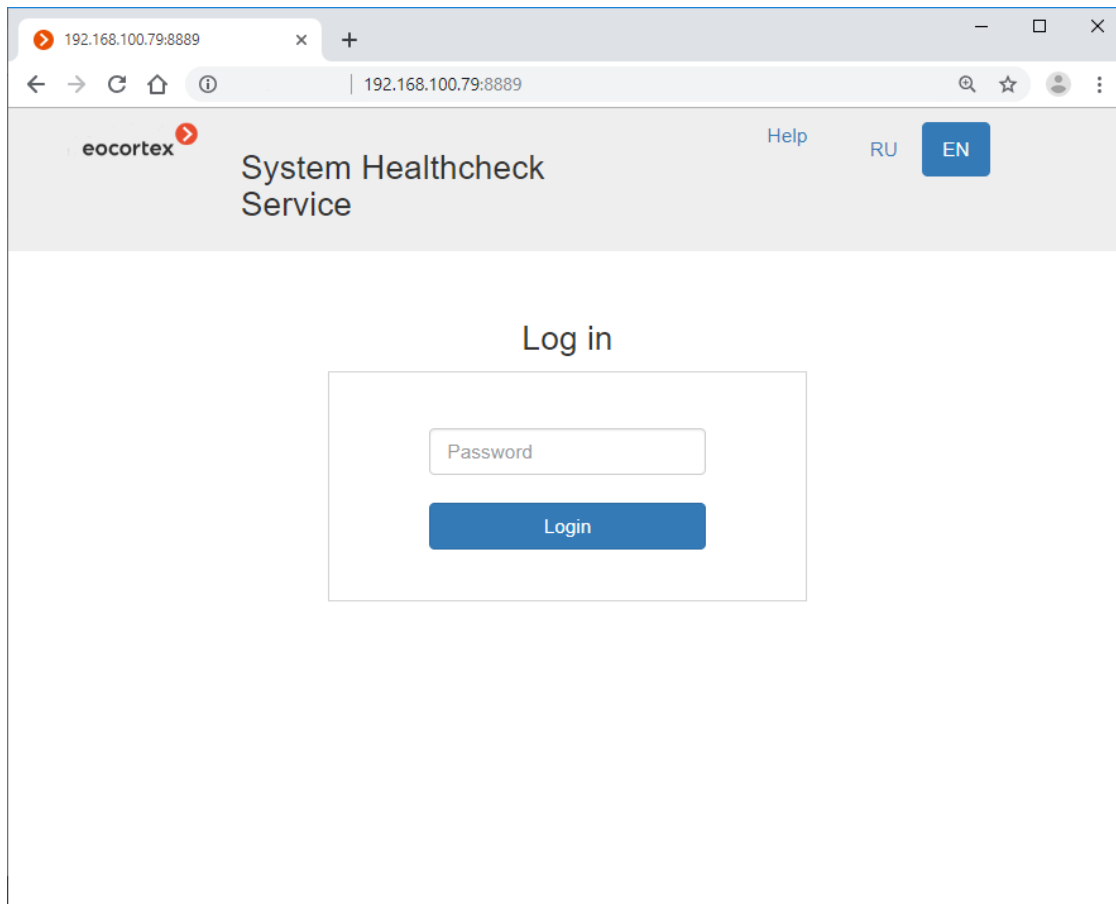 192.168.100.79:8889
192.168.100.79:8889
eocortex
Help
RU
EN
System Healthcheck
Service
Log in
Password
Login